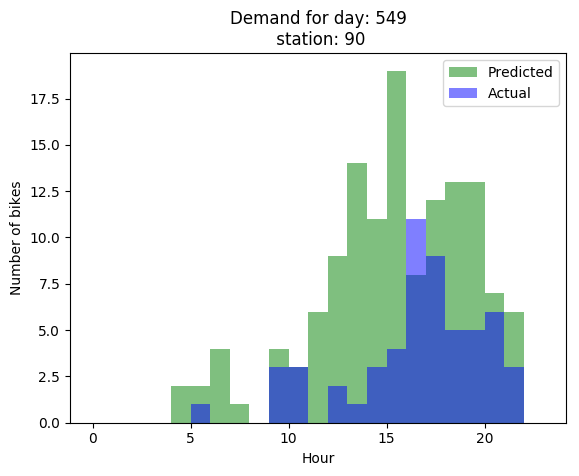 Demand for day: 549
station: 90
Predicted
Actual
Number of bikes
17.5
15.0
12.5
10.0
7.5
5.0
2.5
0.0
0 5 10 15 20
Hour